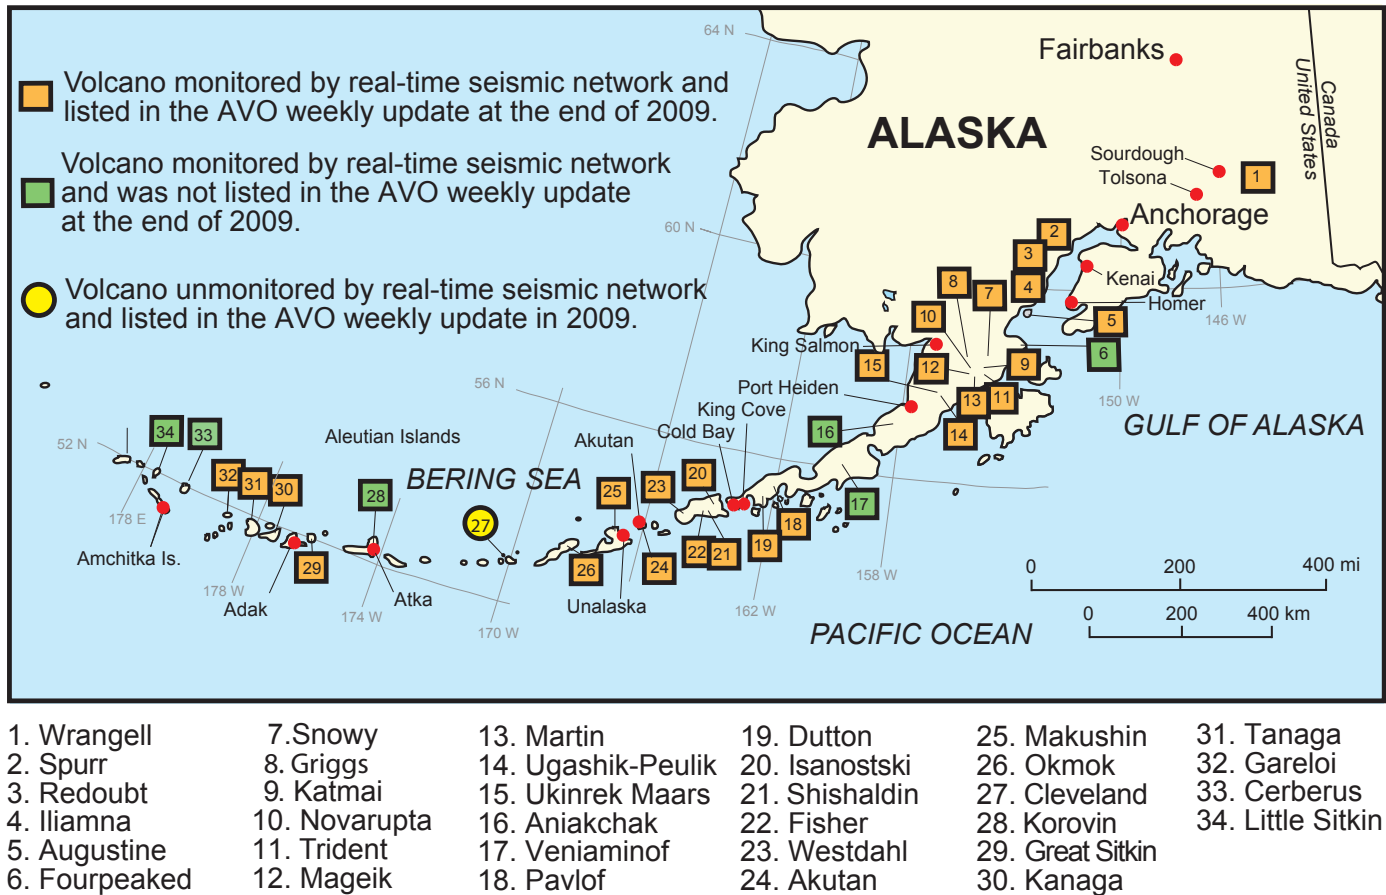 64 N
Fairbanks
Canada
United States
Volcano monitored by real-time seismic network and
listed in the AVO weekly update at the end of 2009.
ALASKA
Volcano monitored by real-time seismic network
and was not listed in the AVO weekly update
at the end of 2009.
Sourdough
Tolsona
1
Anchorage
60 N
2
3
4
Kenai
Homer
146 W
Volcano unmonitored by real-time seismic network
and listed in the AVO weekly update in 2009.
8
7
10
5
6
King Salmon
15
12
9
Port Heiden
13
11
150 W
56 N
King Cove
Cold Bay
16
14
GULF OF ALASKA
52 N
34
33
Aleutian Islands
Akutan
BERING SEA
32
31
30
28
25
23
20
17
27
18
178 E
Amchitka Is.
29
26
24
22
21
19
158 W
0
200
400 mi
178 W
Adak
174 W
Atka
170 W
Unalaska
162 W
0
200
400 km
PACIFIC OCEAN
1. Wrangell
2. Spurr
3. Redoubt
4. Iliamna
5. Augustine
6. Fourpeaked
7.Snowy
8. Griggs
9. Katmai
10. Novarupta
11. Trident
12. Mageik
13. Martin
14. Ugashik-Peulik
15. Ukinrek Maars
16. Aniakchak
17. Veniaminof
18. Pavlof
19. Dutton
20. Isanostski
21. Shishaldin
22. Fisher
23. Westdahl
24. Akutan
25. Makushin
26. Okmok
27. Cleveland
28. Korovin
29. Great Sitkin
30. Kanaga
31. Tanaga
32. Gareloi
33. Cerberus
34. Little Sitkin